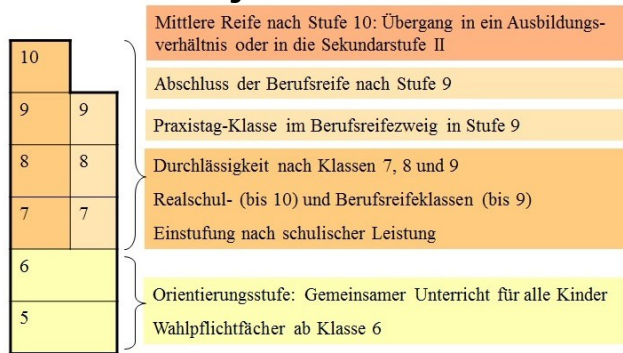 Mittlere Reife nach Stufe 10: Übergang in ein Ausbildungs-
verhältnis oder in die Sekundarstufe II
10
Abschluss der Berufsreife nach Stufe 9
9 9
Praxistag-Klasse im Berufsreifezweig in Stufe 9
8 8
Durchlässigkeit nach Klassen 7, 8 und 9
Realschul- (bis 10) und Berufsreifeklassen (bis 9)
7 7
Einstufung nach schulischer Leistung
6
Orientierungsstufe: Gemeinsamer Unterricht für alle Kinder
5
Wahlpflichtfächer ab Klasse 6